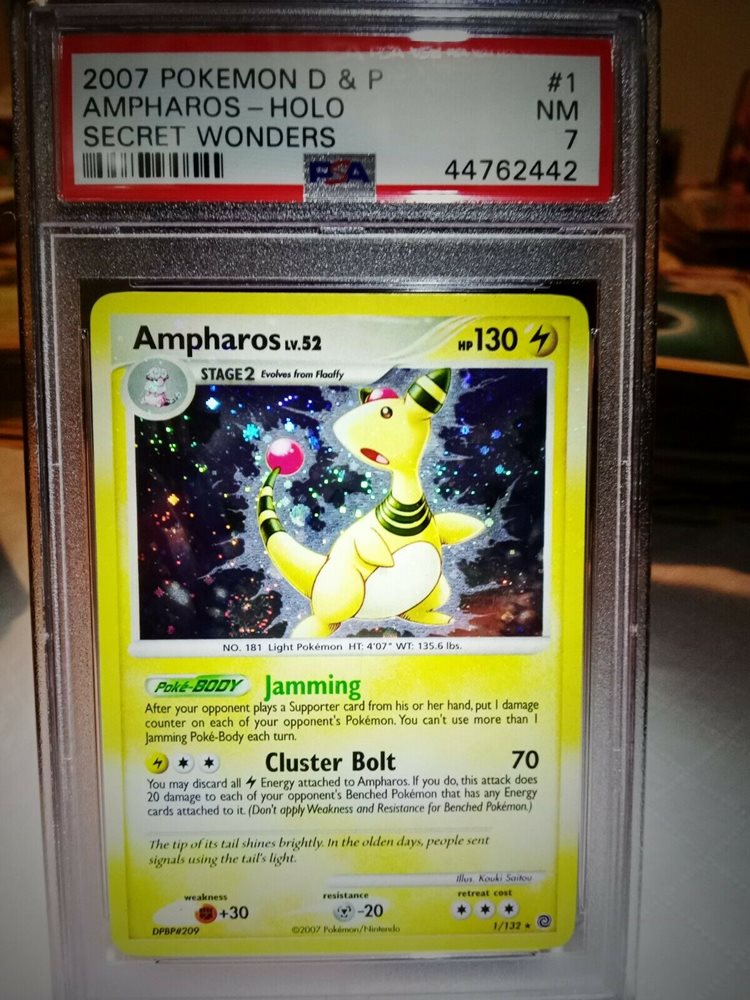 2007 POKEMON D & P #1
AMPHAROS - HOLO NM
SECRET WONDERS 7
PSA 44762442
Ampharos LV.52 HP 130
STAGE2 Evolves from Flaaffy
NO. 181 Light Pokémon HT: 4'07" WT: 135.6 lbs.
Poké-BODY Jamming
After your opponent plays a Supporter card from his or her hand, put 1 damage
counter on each of your opponent's Pokémon. You can't use more than 1
Jamming Poké-Body each turn.
Cluster Bolt 70
You may discard all Energy attached to Ampharos. If you do, this attack does
20 damage to each of your opponent's Benched Pokémon that has any Energy
cards attached to it. (Don't apply Weakness and Resistance for Benched Pokémon.)
The tip of its tail shines brightly. In the olden days, people sent
signals using the tail's light.
Illus. Kouki Saitou
weakness resistance retreat cost
+30 -20
DPBP#209 ©2007 Pokémon/Nintendo 1/132 ★